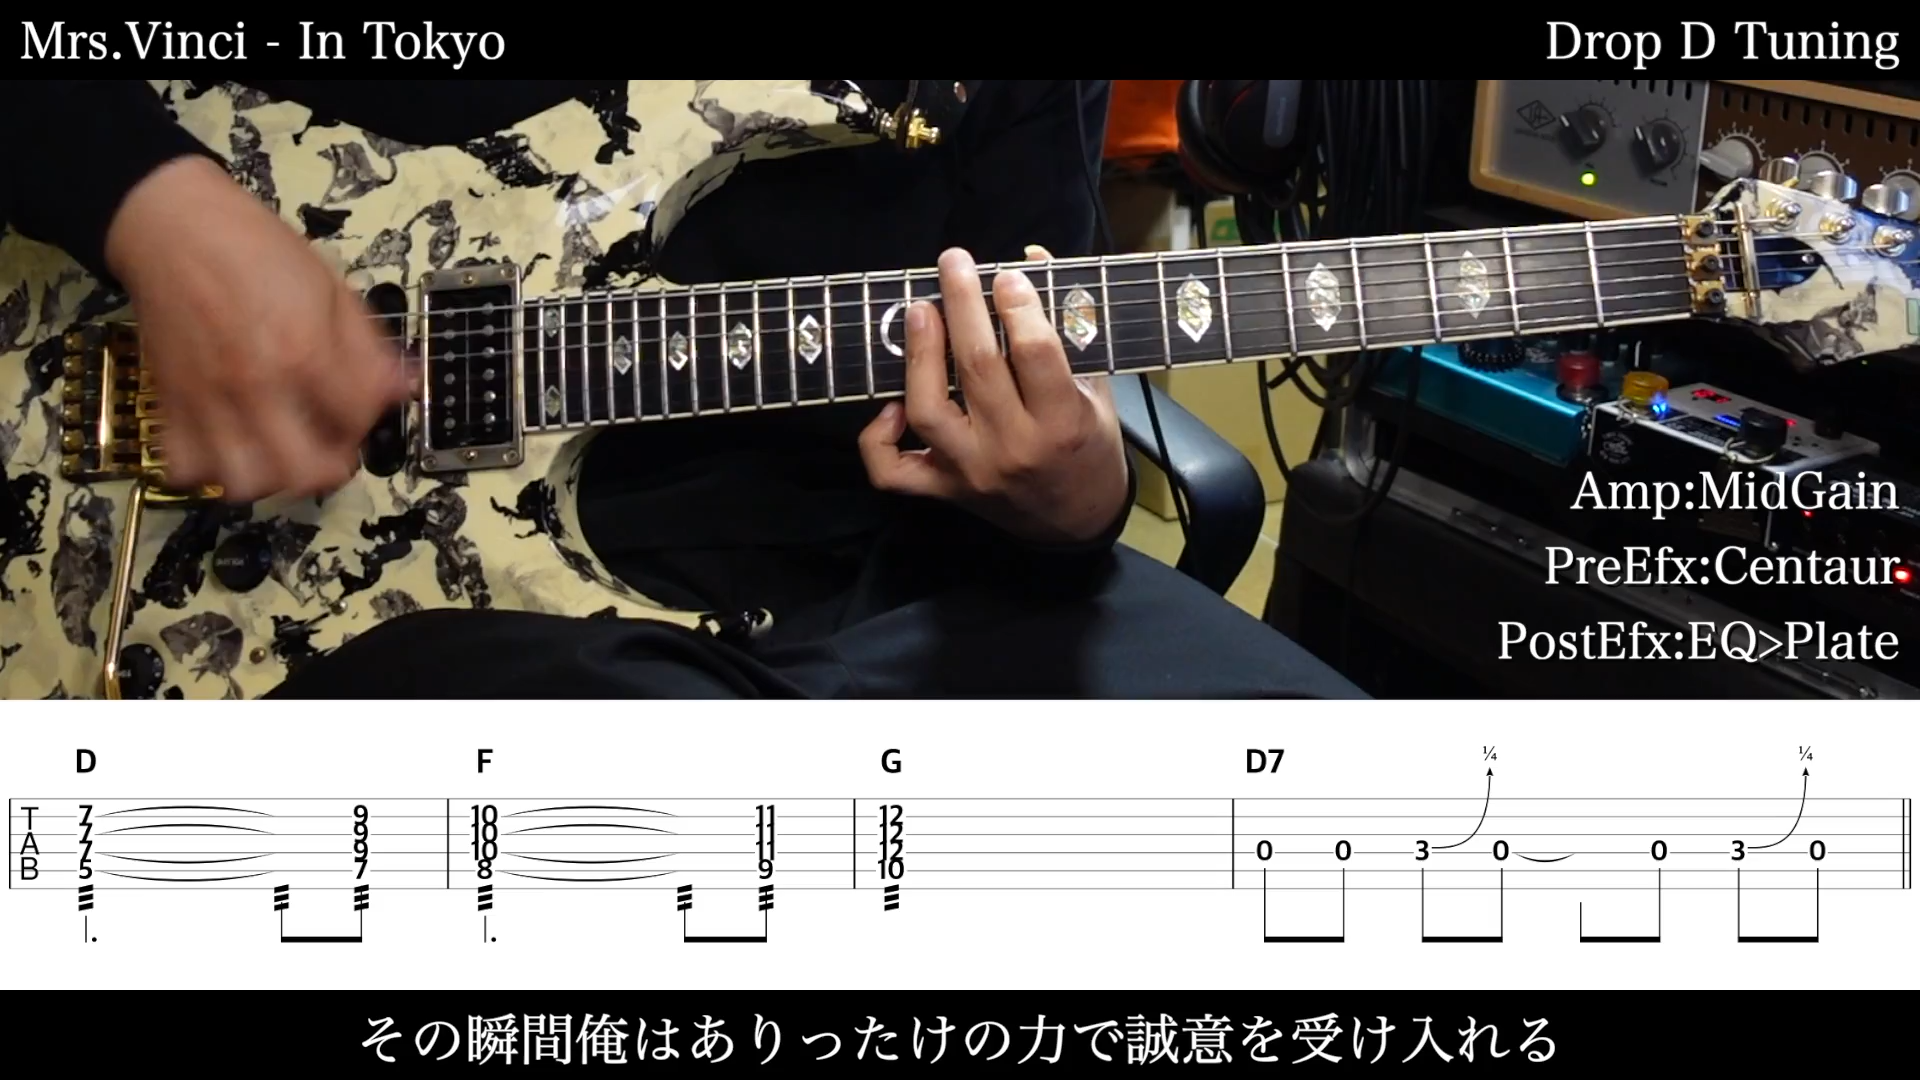 Mrs.Vinci - In Tokyo
Drop D Tuning
Amp:MidGain
PreEfx:Centaur
PostEfx:EQ>Plate
D F G D7
¼ ¼
T 7 9 10 11 12
7 9 10 11 12
A 7 9 10 11 12 0 0 3 0 0 3 0
B 5 7 8 9 10
その瞬間俺はありったけの力で誠意を受け入れる